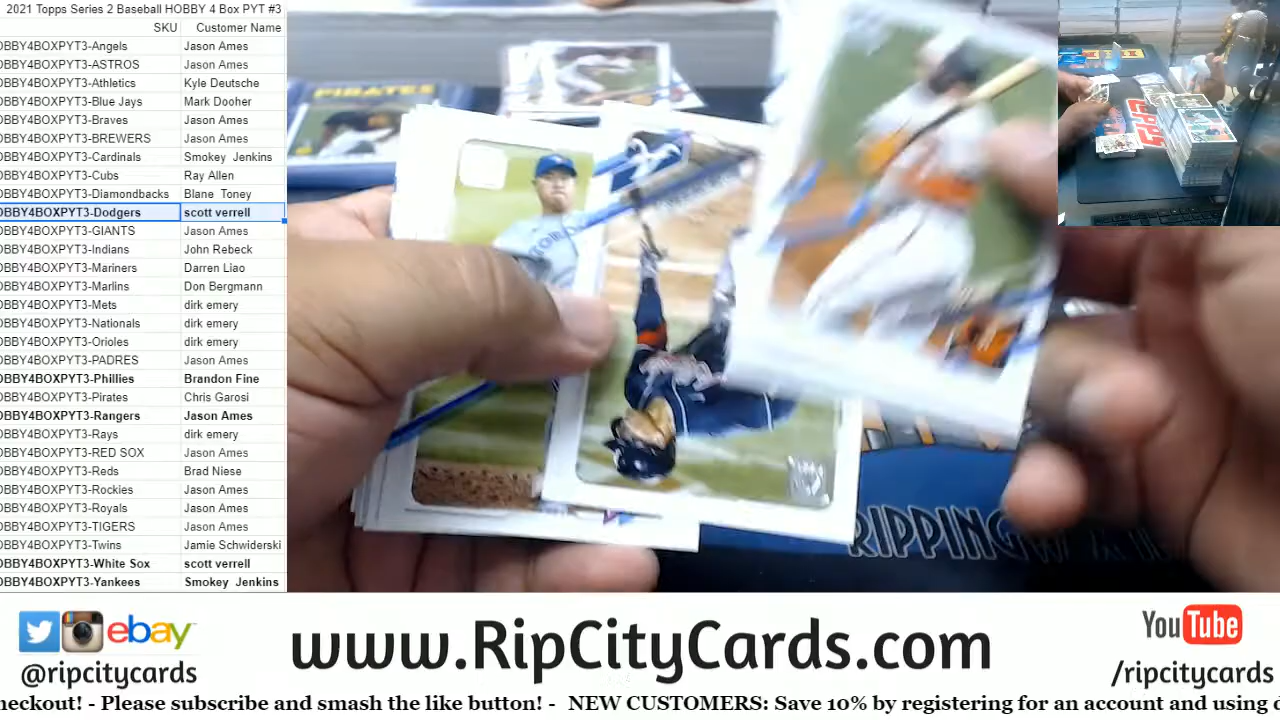 2021 Topps Series 2 Baseball HOBBY 4 Box PYT #3
SKU Customer Name
OBBY4BOXPYT3-Angels Jason Ames
OBBY4BOXPYT3-ASTROS Jason Ames
OBBY4BOXPYT3-Athletics Kyle Deutsche
OBBY4BOXPYT3-Blue Jays Mark Dooher
OBBY4BOXPYT3-Braves Jason Ames
OBBY4BOXPYT3-BREWERS Jason Ames
OBBY4BOXPYT3-Cardinals Smokey Jenkins
OBBY4BOXPYT3-Cubs Ray Allen
OBBY4BOXPYT3-Diamondbacks Blane Toney
OBBY4BOXPYT3-Dodgers scott verrell
OBBY4BOXPYT3-GIANTS Jason Ames
OBBY4BOXPYT3-Indians John Rebeck
OBBY4BOXPYT3-Mariners Darren Liao
OBBY4BOXPYT3-Marlins Don Bergmann
OBBY4BOXPYT3-Mets dirk emery
OBBY4BOXPYT3-Nationals dirk emery
OBBY4BOXPYT3-Orioles dirk emery
OBBY4BOXPYT3-PADRES Jason Ames
OBBY4BOXPYT3-Phillies Brandon Fine
OBBY4BOXPYT3-Pirates Chris Garosi
OBBY4BOXPYT3-Rangers Jason Ames
OBBY4BOXPYT3-Rays dirk emery
OBBY4BOXPYT3-RED SOX Jason Ames
OBBY4BOXPYT3-Reds Brad Niese
OBBY4BOXPYT3-Rockies Jason Ames
OBBY4BOXPYT3-Royals Jason Ames
OBBY4BOXPYT3-TIGERS Jason Ames
OBBY4BOXPYT3-Twins Jamie Schwiderski
OBBY4BOXPYT3-White Sox scott verrell
OBBY4BOXPYT3-Yankees Smokey Jenkins
PIRATES
RIPPING
ebay
@ripcitycards
www.RipCityCards.com
YouTube
/ripcitycards
heckout! - Please subscribe and smash the like button! - NEW CUSTOMERS: Save 10% by registering for an account and using